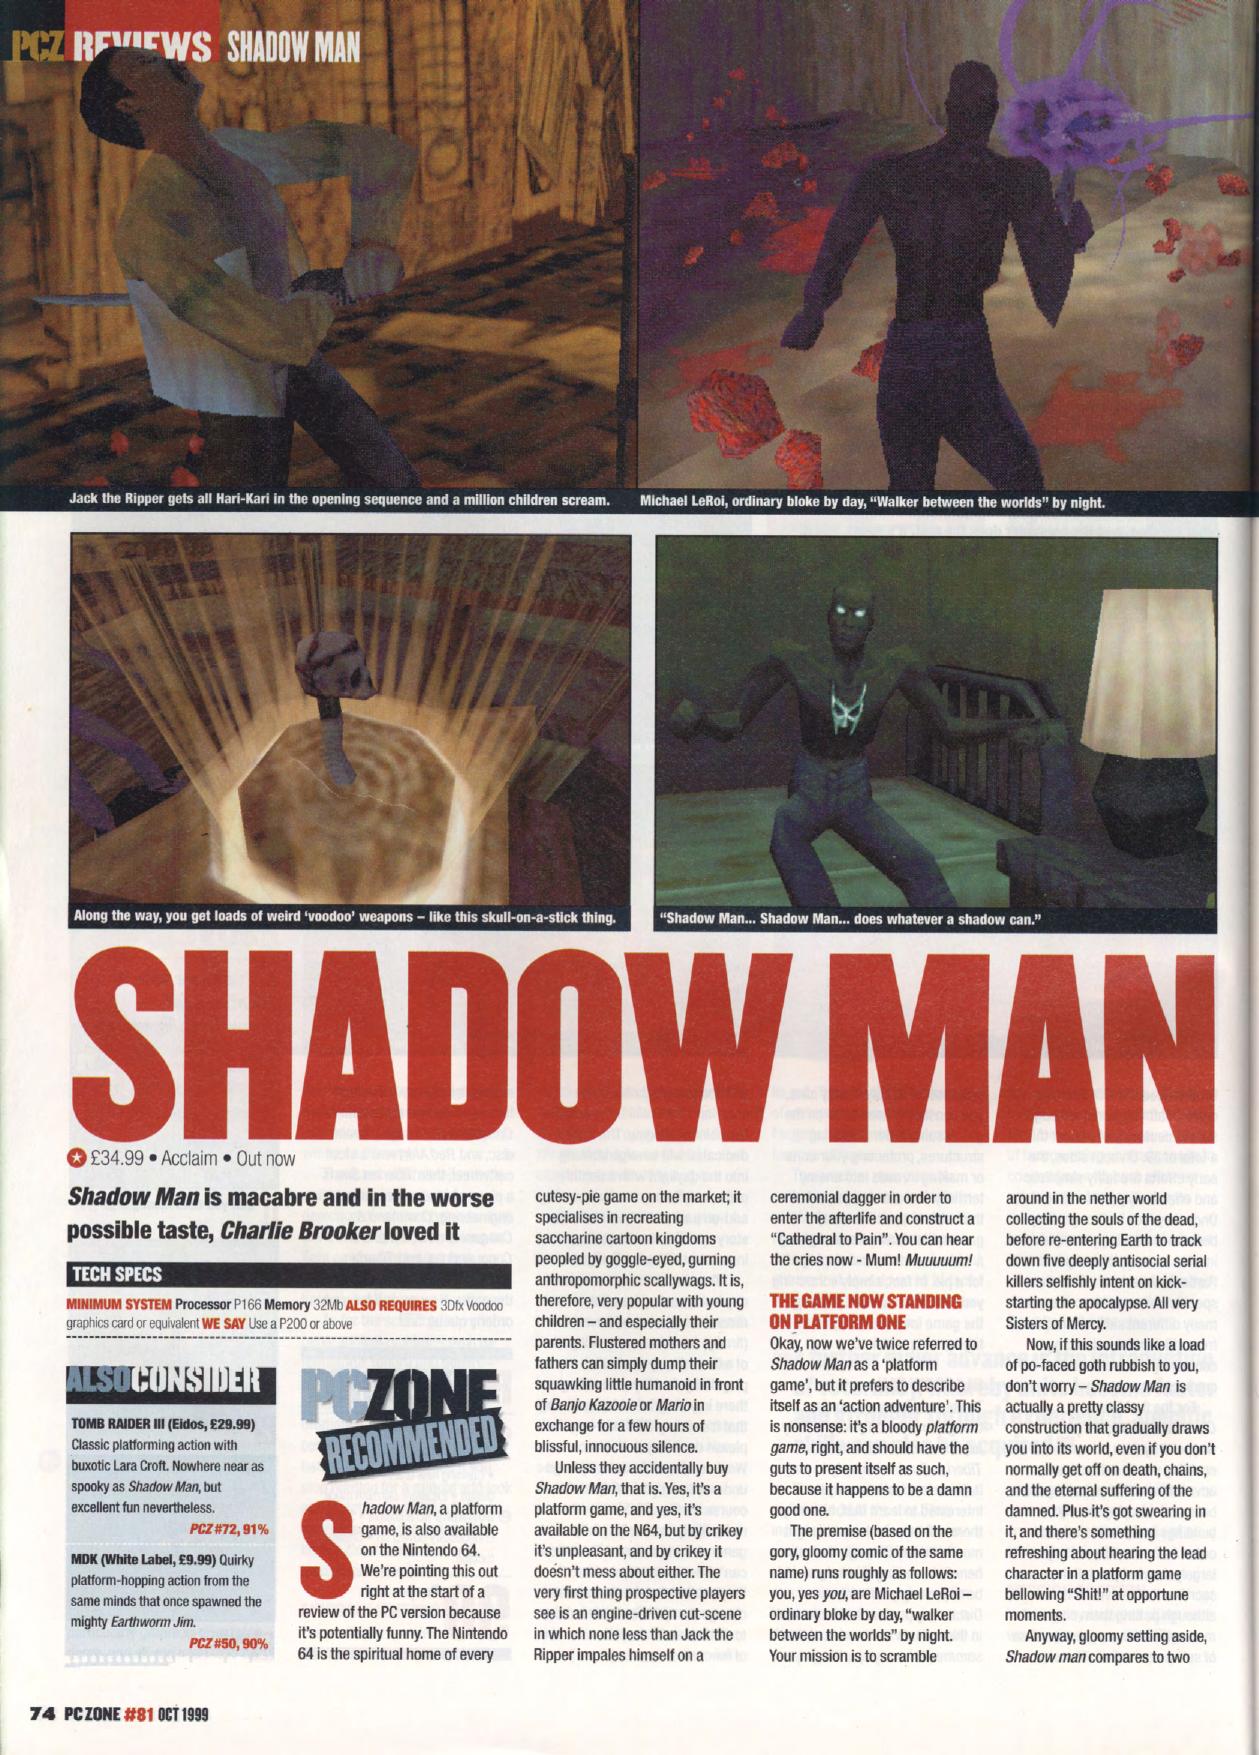 PCZ REVIEWS SHADOW MAN
Jack the Ripper gets all Hari-Kari in the opening sequence and a million children scream.
Michael LeRoi, ordinary bloke by day, “Walker between the worlds” by night.
Along the way, you get loads of weird ‘voodoo’ weapons – like this skull-on-a-stick thing.
“Shadow Man... Shadow Man... does whatever a shadow can.”
SHADOW MAN
£34.99 • Acclaim • Out now
Shadow Man is macabre and in the worse
possible taste, Charlie Brooker loved it
TECH SPECS
MINIMUM SYSTEM Processor P166 Memory 32Mb ALSO REQUIRES 3Dfx Voodoo
graphics card or equivalent WE SAY Use a P200 or above
ALSO CONSIDER
TOMB RAIDER III (Eidos, £29.99)
Classic platforming action with
buxotic Lara Croft. Nowhere near as
spooky as Shadow Man, but
excellent fun nevertheless.
PCZ #72, 91%
MDK (White Label, £9.99) Quirky
platform-hopping action from the
same minds that once spawned the
mighty Earthworm Jim.
PCZ #50, 90%
PCZONE
RECOMMENDED
Shadow Man, a platform
game, is also available
on the Nintendo 64.
We're pointing this out
right at the start of a
review of the PC version because
it's potentially funny. The Nintendo
64 is the spiritual home of every
cutesy-pie game on the market; it
specialises in recreating
saccharine cartoon kingdoms
peopled by goggle-eyed, gurning
anthropomorphic scallywags. It is,
therefore, very popular with young
children – and especially their
parents. Flustered mothers and
fathers can simply dump their
squawking little humanoid in front
of Banjo Kazooie or Mario in
exchange for a few hours of
blissful, innocuous silence.
Unless they accidentally buy
Shadow Man, that is. Yes, it's a
platform game, and yes, it's
available on the N64, but by crikey
it's unpleasant, and by crikey it
doesn't mess about either. The
very first thing prospective players
see is an engine-driven cut-scene
in which none less than Jack the
Ripper impales himself on a
ceremonial dagger in order to
enter the afterlife and construct a
“Cathedral to Pain”. You can hear
the cries now - Mum! Muuuuum!
THE GAME NOW STANDING
ON PLATFORM ONE
Okay, now we've twice referred to
Shadow Man as a ‘platform
game’, but it prefers to describe
itself as an ‘action adventure’. This
is nonsense: it's a bloody platform
game, right, and should have the
guts to present itself as such,
because it happens to be a damn
good one.
The premise (based on the
gory, gloomy comic of the same
name) runs roughly as follows:
you, yes you, are Michael LeRoi –
ordinary bloke by day, “walker
between the worlds” by night.
Your mission is to scramble
around in the nether world
collecting the souls of the dead,
before re-entering Earth to track
down five deeply antisocial serial
killers selfishly intent on kick-
starting the apocalypse. All very
Sisters of Mercy.
Now, if this sounds like a load
of po-faced goth rubbish to you,
don't worry – Shadow Man is
actually a pretty classy
construction that gradually draws
you into its world, even if you don't
normally get off on death, chains,
and the eternal suffering of the
damned. Plus it's got swearing in
it, and there's something
refreshing about hearing the lead
character in a platform game
bellowing “Shit!” at opportune
moments.
Anyway, gloomy setting aside,
Shadow man compares to two
74 PC ZONE #81 OCT 1999